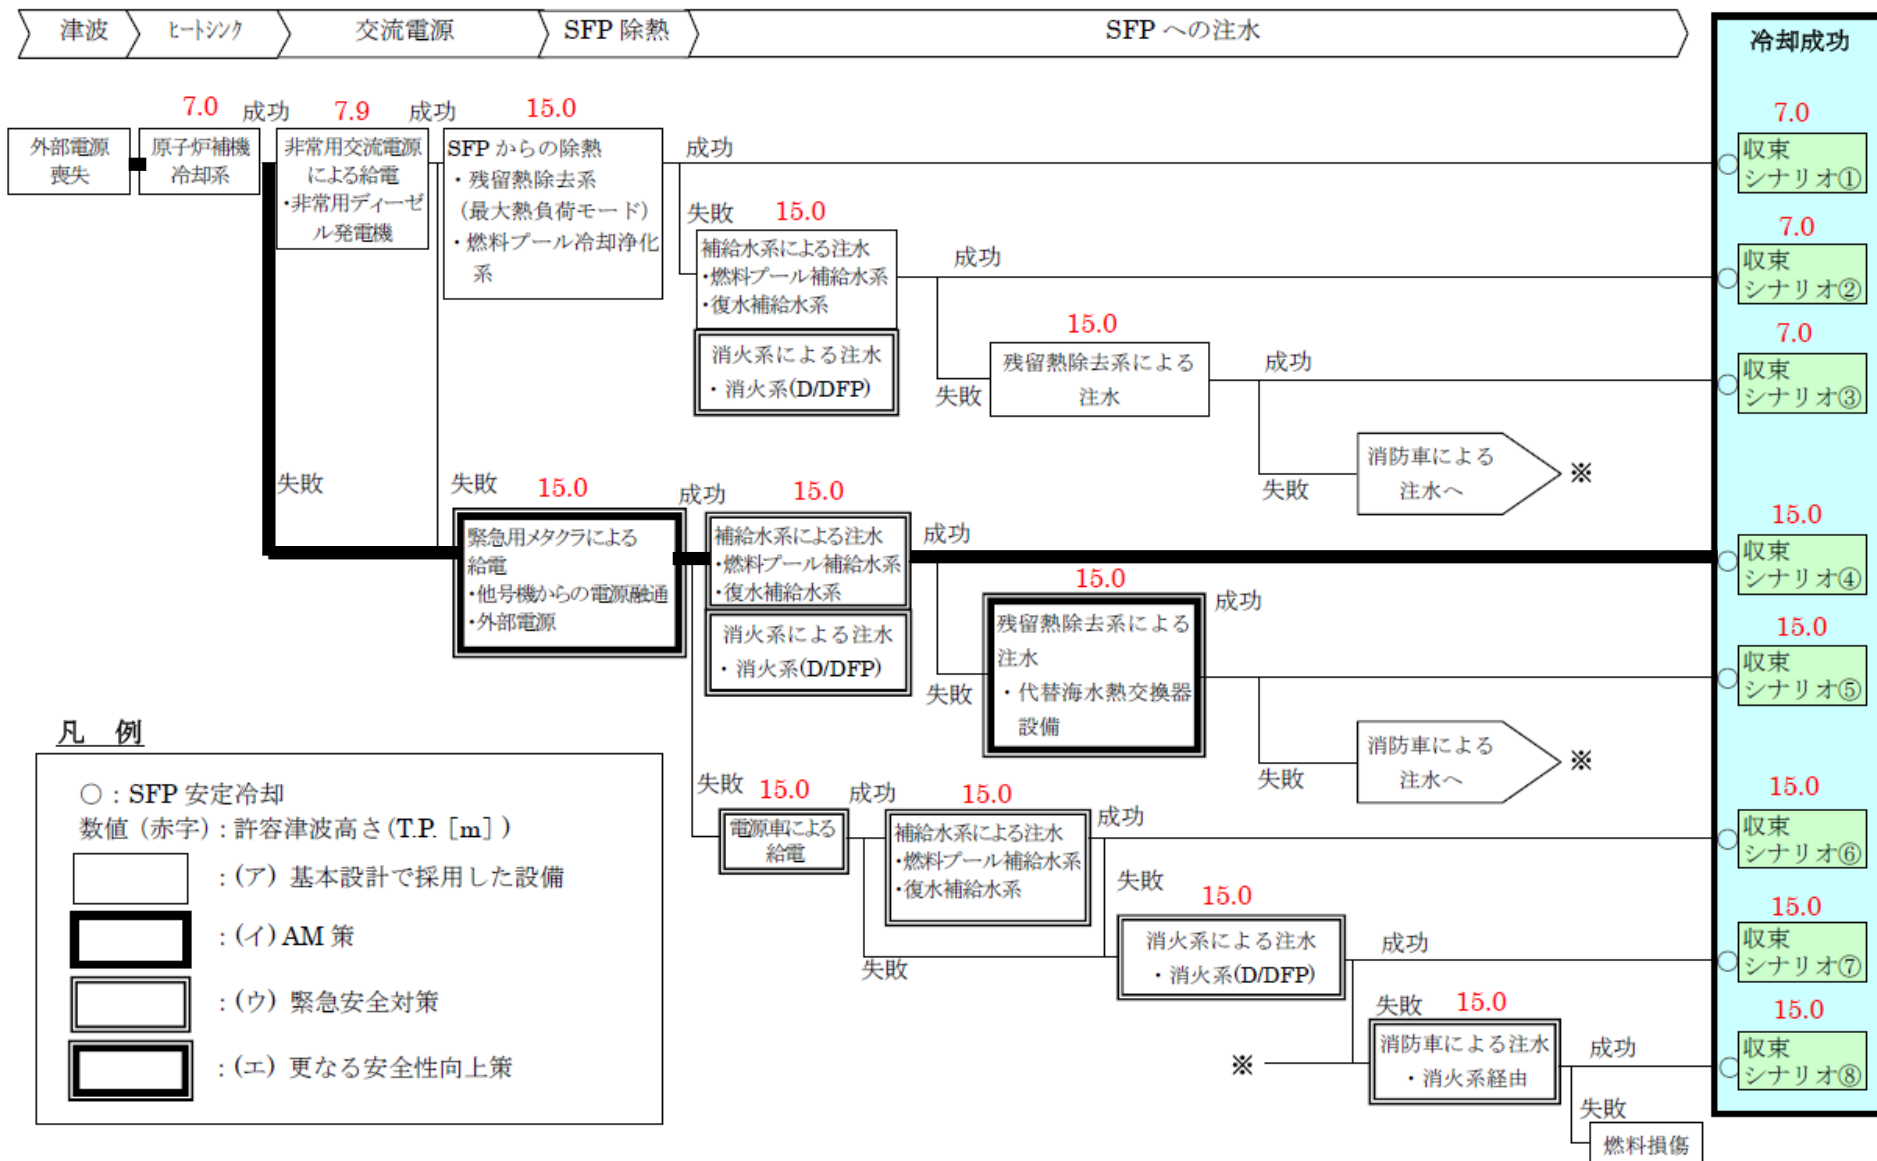 津波
ヒートシンク
交流電源
SFP 除熱
SFP への注水
冷却成功
7.0
成功
7.9
成功
15.0
7.0
外部電源
喪失
原子炉補機
冷却系
非常用交流電源
による給電
・非常用ディーゼ
ル発電機
SFP からの除熱
・残留熱除去系
(最大熱負荷モード)
・燃料プール冷却浄化
系
成功
収束
シナリオ①
失敗
15.0
補給水系による注水
・燃料プール補給水系
・復水補給水系
消火系による注水
・消火系(D/DFP)
成功
7.0
収束
シナリオ②
失敗
15.0
残留熱除去系による
注水
成功
7.0
収束
シナリオ③
失敗
消防車による
注水へ
※
失敗
失敗
15.0
緊急用メタクラによる
給電
・他号機からの電源融通
・外部電源
成功
15.0
補給水系による注水
・燃料プール補給水系
・復水補給水系
消火系による注水
・消火系(D/DFP)
成功
15.0
収束
シナリオ④
失敗
15.0
残留熱除去系による
注水
・代替海水熱交換器
設備
成功
15.0
収束
シナリオ⑤
失敗
消防車による
注水へ
※
失敗
15.0
電源車による
給電
成功
15.0
補給水系による注水
・燃料プール補給水系
・復水補給水系
成功
15.0
収束
シナリオ⑥
失敗
失敗
15.0
消火系による注水
・消火系(D/DFP)
成功
15.0
収束
シナリオ⑦
※
失敗
15.0
消防車による注水
・消火系経由
成功
15.0
収束
シナリオ⑧
失敗
燃料損傷
凡 例
○：SFP 安定冷却
数値（赤字）：許容津波高さ(T.P.［m］)
：(ア) 基本設計で採用した設備
：(イ) AM 策
：(ウ) 緊急安全対策
：(エ) 更なる安全性向上策